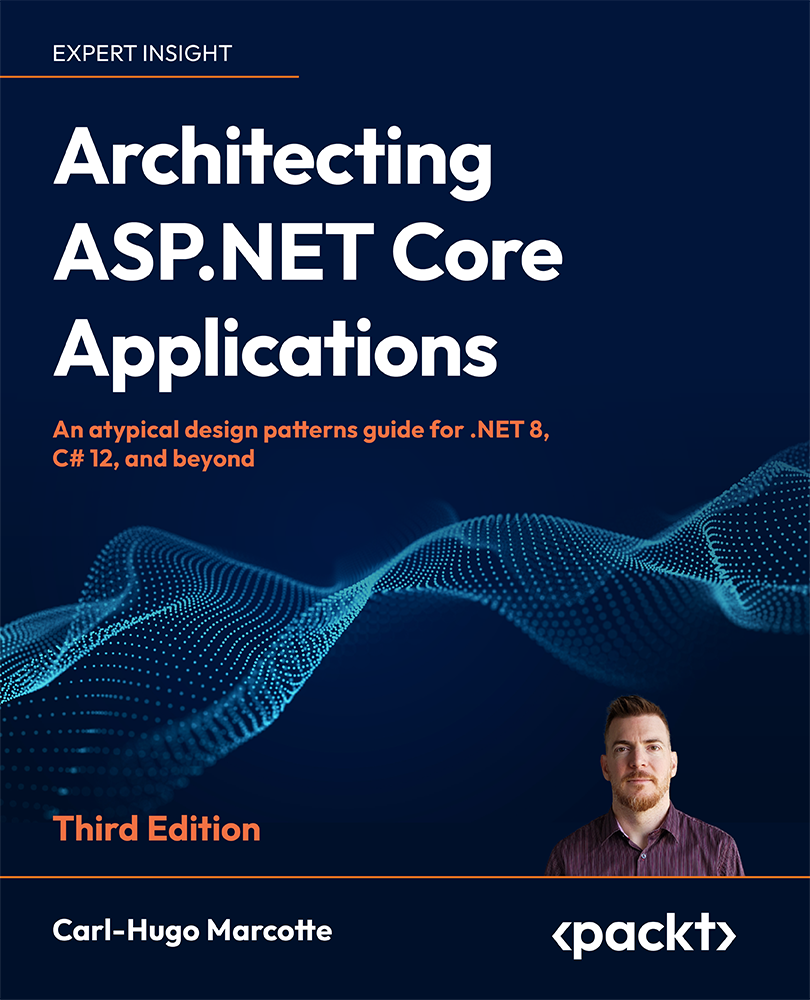 EXPERT INSIGHT
Architecting
ASP.NET Core
Applications
An atypical design patterns guide for .NET 8,
C# 12, and beyond
Third Edition
Carl-Hugo Marcotte
<packt>